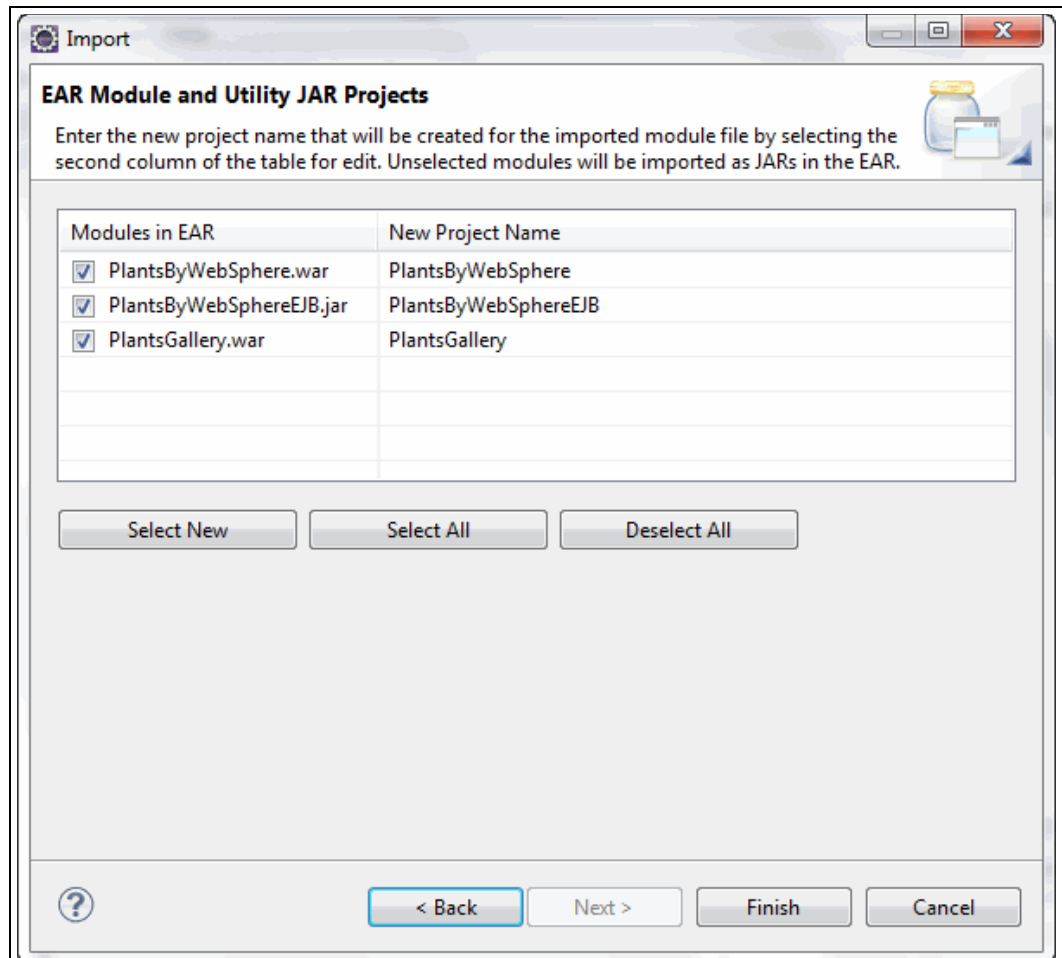 Import
EAR Module and Utility JAR Projects
Enter the new project name that will be created for the imported module file by selecting the
second column of the table for edit. Unselected modules will be imported as JARs in the EAR.
Modules in EAR New Project Name
PlantsByWebSphere.war PlantsByWebSphere
PlantsByWebSphereEJB.jar PlantsByWebSphereEJB
PlantsGallery.war PlantsGallery
Select New Select All Deselect All
? < Back Next > Finish Cancel